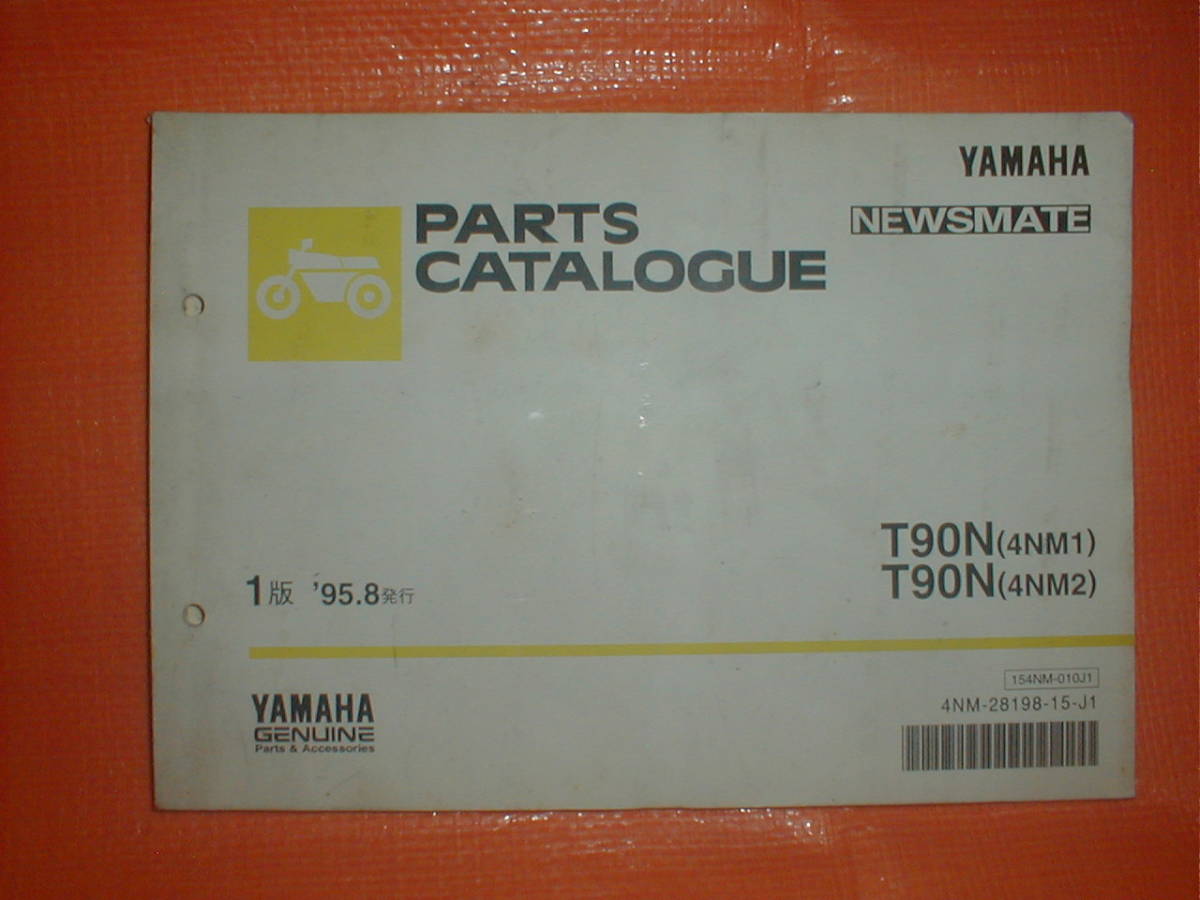 YAMAHA
NEWSMATE
PARTS
CATALOGUE
T90N(4NM1)
T90N(4NM2)
1版 '95.8発行
YAMAHA
GENUINE
Parts & Accessories
154NM-010J1
4NM-28198-15-J1